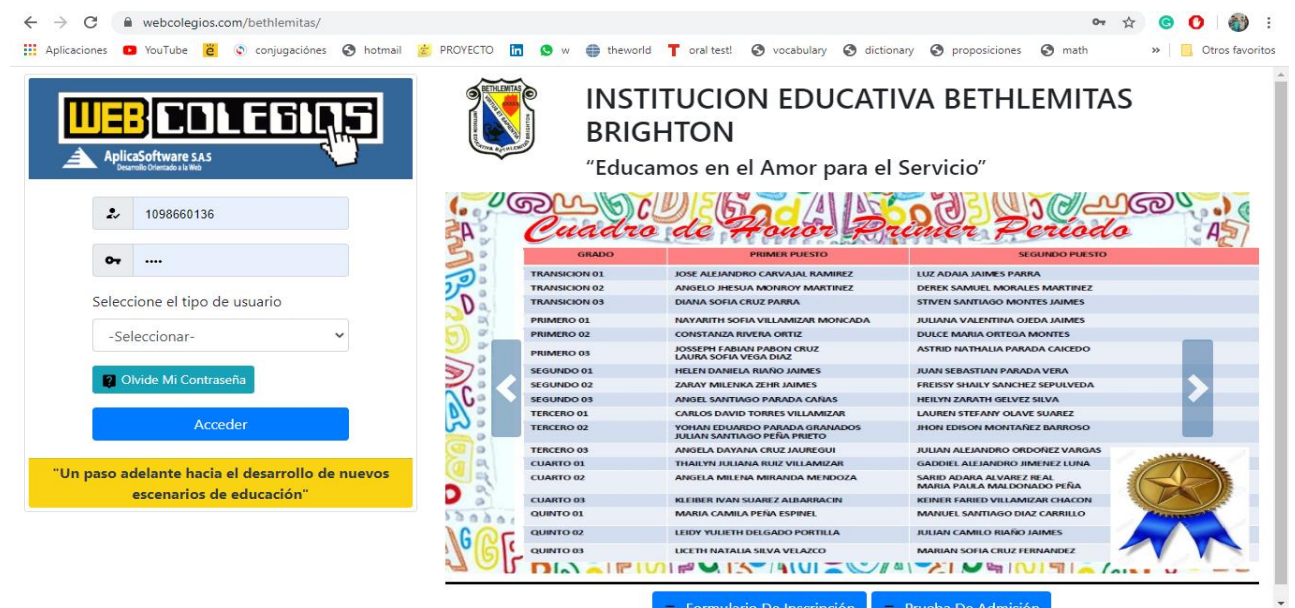 webcolegios.com/bethlemitas/
Aplicaciones YouTube conjugaciónes hotmail PROYECTO w theworld oral test! vocabulary dictionary proposiciones math » Otros favoritos
WEB COLEGIOS
AplicaSoftware S.A.S
Desarrollo Orientado a la Web
1098660136
....
Seleccione el tipo de usuario
-Seleccionar-
Olvide Mi Contraseña
Acceder
"Un paso adelante hacia el desarrollo de nuevos
escenarios de educación"
BETHLEMITAS
INSTITUCION EDUCATIVA BETHLEMITAS
BRIGHTON
“Educamos en el Amor para el Servicio”
Cuadro de Honor Primer Período
GRADO PRIMER PUESTO SEGUNDO PUESTO
TRANSICION 01 JOSE ALEJANDRO CARVAJAL RAMIREZ LUZ ADAIA JAIMES PARRA
TRANSICION 02 ANGELO JHESUA MONROY MARTINEZ DEREK SAMUEL MORALES MARTINEZ
TRANSICION 03 DIANA SOFIA CRUZ PARRA STIVEN SANTIAGO MONTES JAIMES
PRIMERO 01 NAYARITH SOFIA VILLAMIZAR MONCADA JULIANA VALENTINA OJEDA JAIMES
PRIMERO 02 CONSTANZA RIVERA ORTIZ DULCE MARIA ORTEGA MONTES
PRIMERO 03 JOSSEPH FABIAN PABON CRUZ ASTRID NATHALIA PARADA CAICEDO
LAURA SOFIA VEGA DIAZ
SEGUNDO 01 HELEN DANIELA RIAÑO JAIMES JUAN SEBASTIAN PARADA VERA
SEGUNDO 02 ZARAY MILENKA ZEHR JAIMES FREISSY SHAILY SANCHEZ SEPULVEDA
SEGUNDO 03 ANGEL SANTIAGO PARADA CAÑAS HEILYN ZARATH GELVEZ SILVA
TERCERO 01 CARLOS DAVID TORRES VILLAMIZAR LAUREN STEFANY OLAVE SUAREZ
TERCERO 02 YOHAN EDUARDO PARADA GRANADOS JHON EDISON MONTAÑEZ BARROSO
JULIAN SANTIAGO PEÑA PRIETO
TERCERO 03 ANGELA DAYANA CRUZ JAUREGUI JULIAN ALEJANDRO ORDOÑEZ VARGAS
CUARTO 01 THAILYN JULIANA RUIZ VILLAMIZAR GADDIEL ALEJANDRO JIMENEZ LUNA
CUARTO 02 ANGELA MILENA MIRANDA MENDOZA SARID ADARA ALVAREZ REAL
MARIA PAULA MALDONADO PEÑA
CUARTO 03 KLEIBER IVAN SUAREZ ALBARRACIN KEINER FARIED VILLAMIZAR CHACON
QUINTO 01 MARIA CAMILA PEÑA ESPINEL MANUEL SANTIAGO DIAZ CARRILLO
QUINTO 02 LEIDY YULIETH DELGADO PORTILLA JULIAN CAMILO RIAÑO JAIMES
QUINTO 03 LICETH NATALIA SILVA VELAZCO MARIAN SOFIA CRUZ FERNANDEZ
Formulario De Inscripción Prueba De Admisión